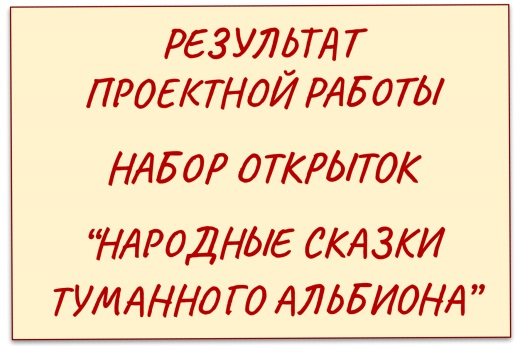 РЕЗУЛЬТАТ
ПРОЕКТНОЙ РАБОТЫ
НАБОР ОТКРЫТОК
“НАРОДНЫЕ СКАЗКИ
ТУМАННОГО АЛЬБИОНА”